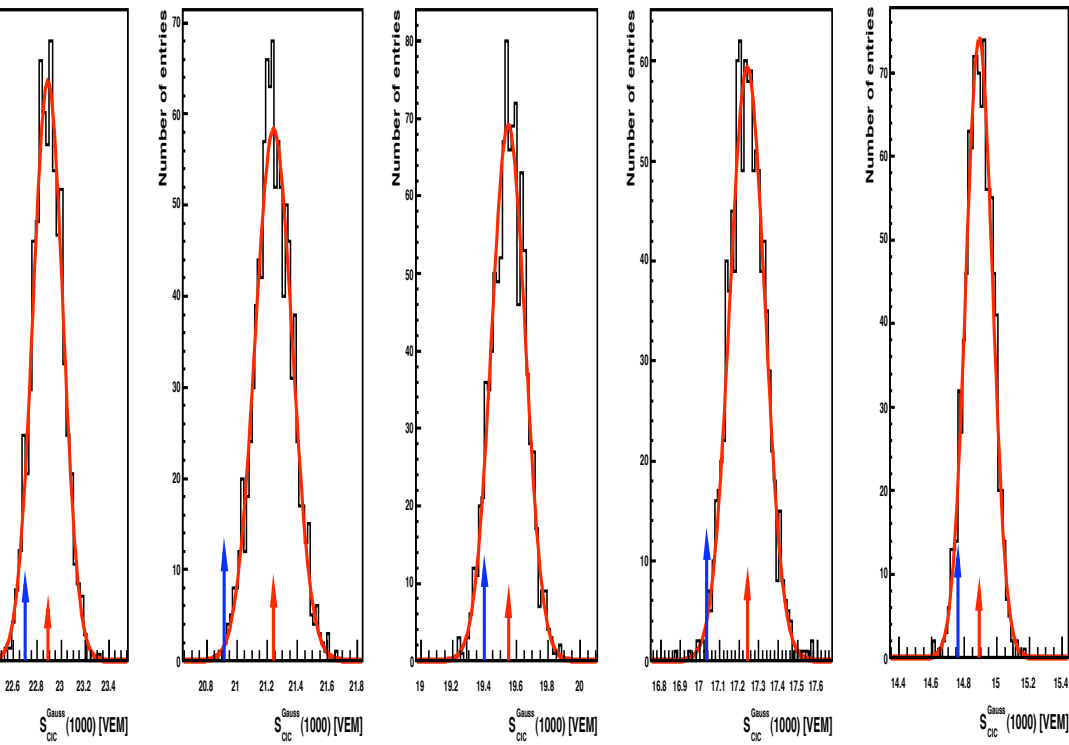 22.6 22.8 23 23.2 23.4
S_CIC^Gauss (1000) [VEM]
Number of entries
70
60
50
40
30
20
10
0
20.8 21 21.2 21.4 21.6 21.8
S_CIC^Gauss (1000) [VEM]
Number of entries
80
70
60
50
40
30
20
10
0
19 19.2 19.4 19.6 19.8 20
S_CIC^Gauss (1000) [VEM]
Number of entries
60
50
40
30
20
10
0
16.8 16.9 17 17.1 17.2 17.3 17.4 17.5 17.6
S_CIC^Gauss (1000) [VEM]
Number of entries
70
60
50
40
30
20
10
0
14.4 14.6 14.8 15 15.2 15.4
S_CIC^Gauss (1000) [VEM]